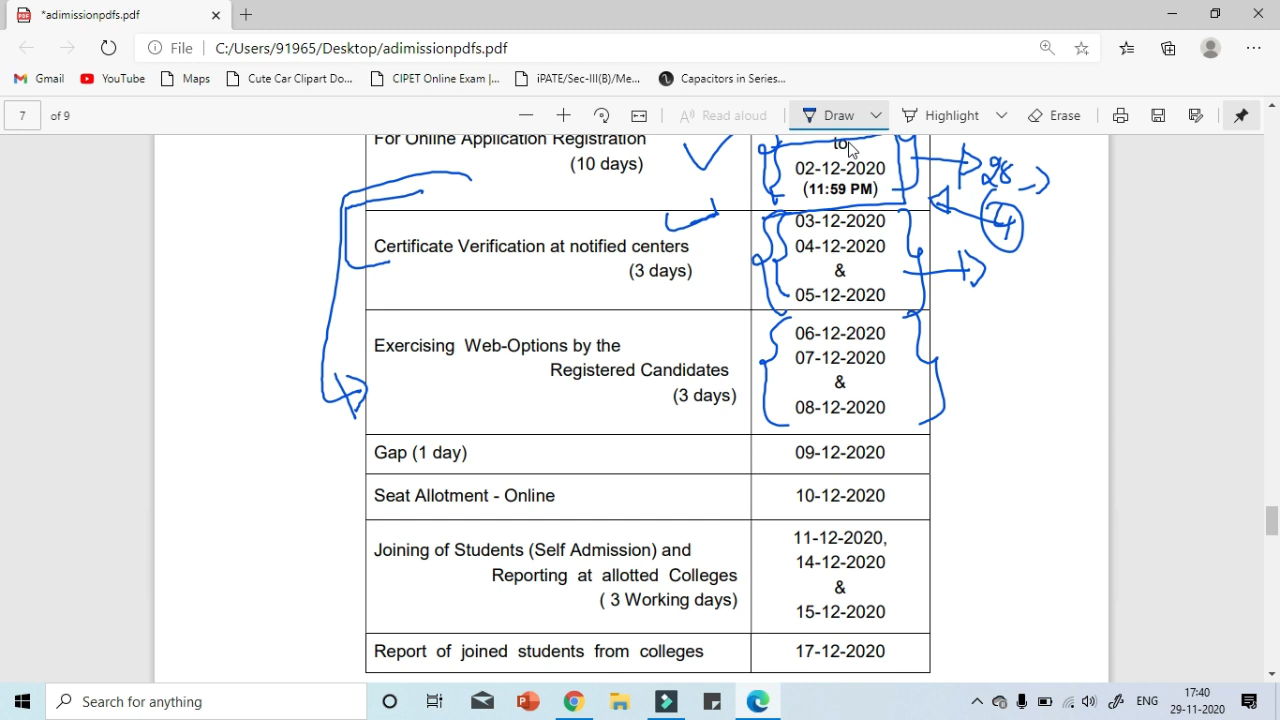 *admissionpdfs.pdf
File
C:/Users/91965/Desktop/adimissionpdfs.pdf
Gmail
YouTube
Maps
Cute Car Clipart Do...
CIPET Online Exam |...
iPATE/Sec-III(B)/Me...
Capacitors in Series...
7
of 9
Read aloud
Draw
Highlight
Erase
For Online Application Registration
(10 days)
to
02-12-2020
(11:59 PM)
28
4
Certificate Verification at notified centers
(3 days)
03-12-2020
04-12-2020
&
05-12-2020
Exercising Web-Options by the
Registered Candidates
(3 days)
06-12-2020
07-12-2020
&
08-12-2020
Gap (1 day)
09-12-2020
Seat Allotment - Online
10-12-2020
Joining of Students (Self Admission) and
Reporting at allotted Colleges
( 3 Working days)
11-12-2020,
14-12-2020
&
15-12-2020
Report of joined students from colleges
17-12-2020
Search for anything
ENG
17:40
29-11-2020